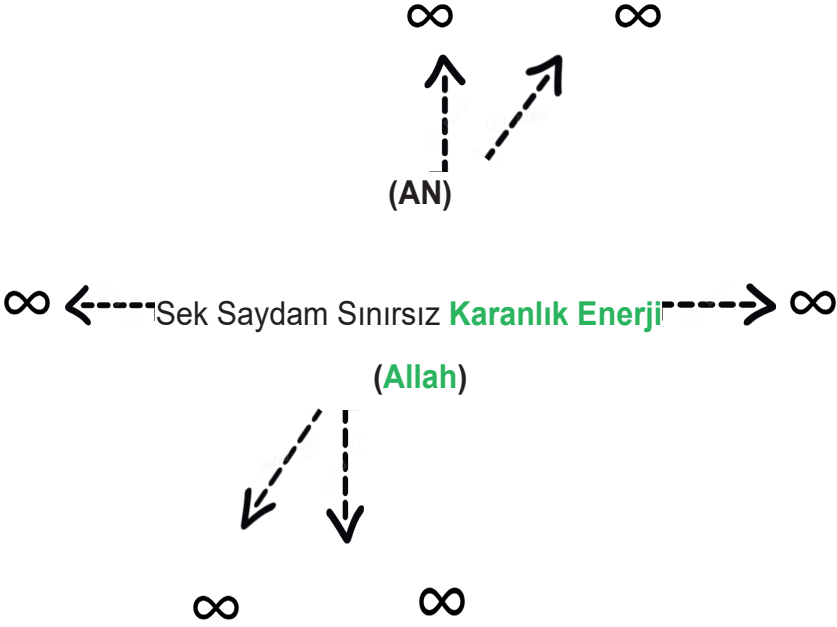 ∞ ∞
(AN)
∞ Sek Saydam Sınırsız Karanlık Enerji ∞
(Allah)
∞ ∞